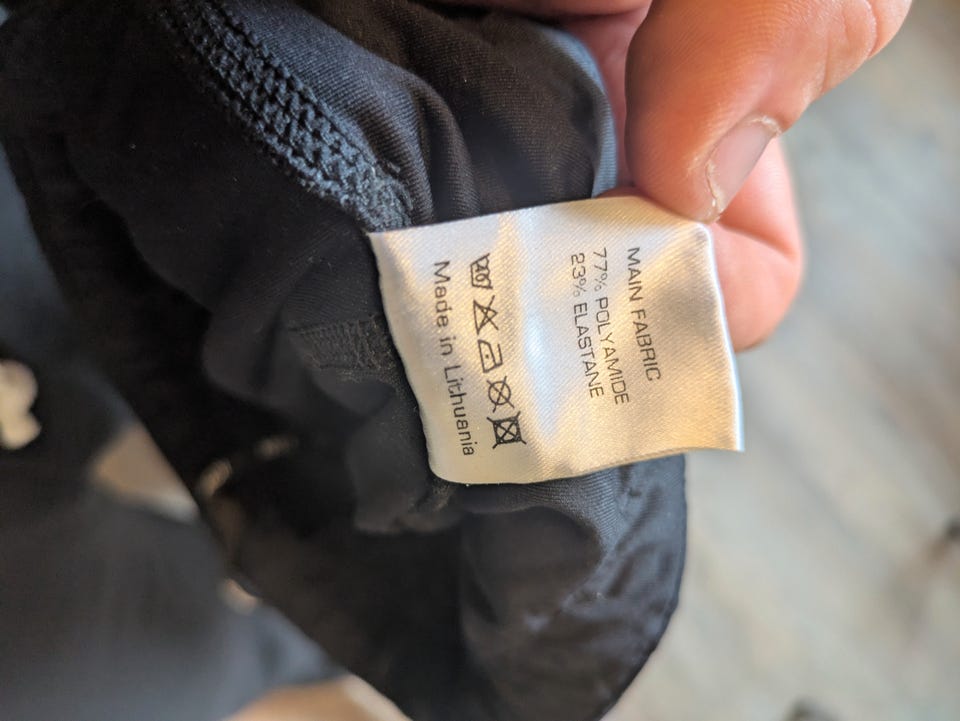 MAIN FABRIC
77% POLYAMIDE
23% ELASTANE
Made in Lithuania